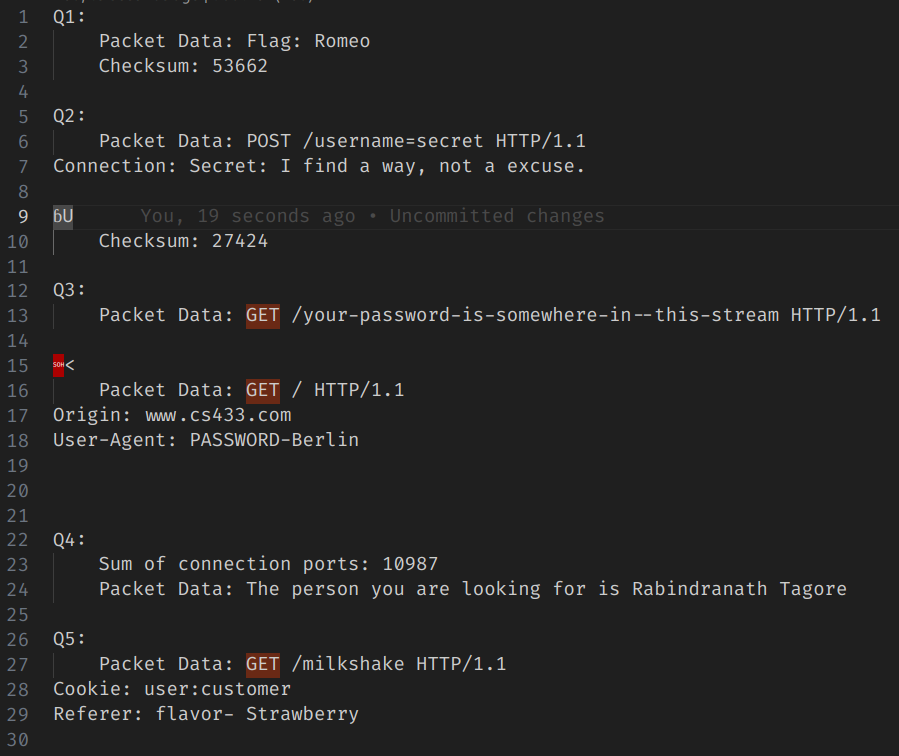 1 Q1:
2 Packet Data: Flag: Romeo
3 Checksum: 53662
4
5 Q2:
6 Packet Data: POST /username=secret HTTP/1.1
7 Connection: Secret: I find a way, not a excuse.
8
9 ɓU You, 19 seconds ago • Uncommitted changes
10 Checksum: 27424
11
12 Q3:
13 Packet Data: GET /your-password-is-somewhere-in--this-stream HTTP/1.1
14
15 SOH<
16 Packet Data: GET / HTTP/1.1
17 Origin: www.cs433.com
18 User-Agent: PASSWORD-Berlin
19
20
21
22 Q4:
23 Sum of connection ports: 10987
24 Packet Data: The person you are looking for is Rabindranath Tagore
25
26 Q5:
27 Packet Data: GET /milkshake HTTP/1.1
28 Cookie: user:customer
29 Referer: flavor- Strawberry
30